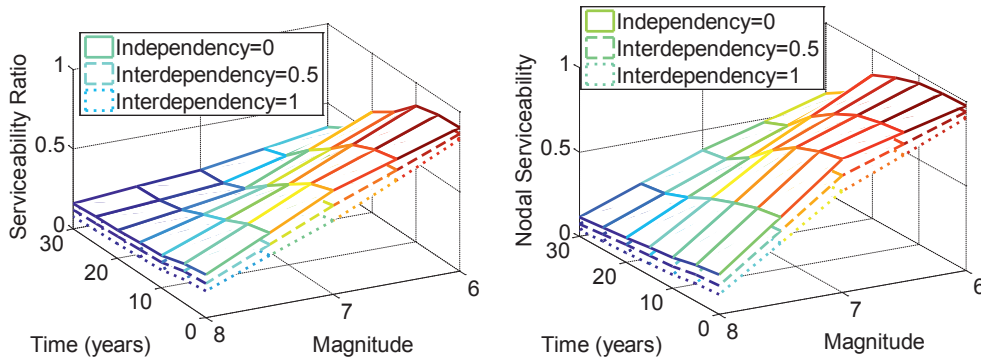 Independency=0
Interdependency=0.5
Interdependency=1
Serviceability Ratio
1
0.5
0
30
20
10
0
8
7
6
Time (years)
Magnitude
Independency=0
Interdependency=0.5
Interdependency=1
Nodal Serviceability
1
0.5
0
30
20
10
0
8
7
6
Time (years)
Magnitude